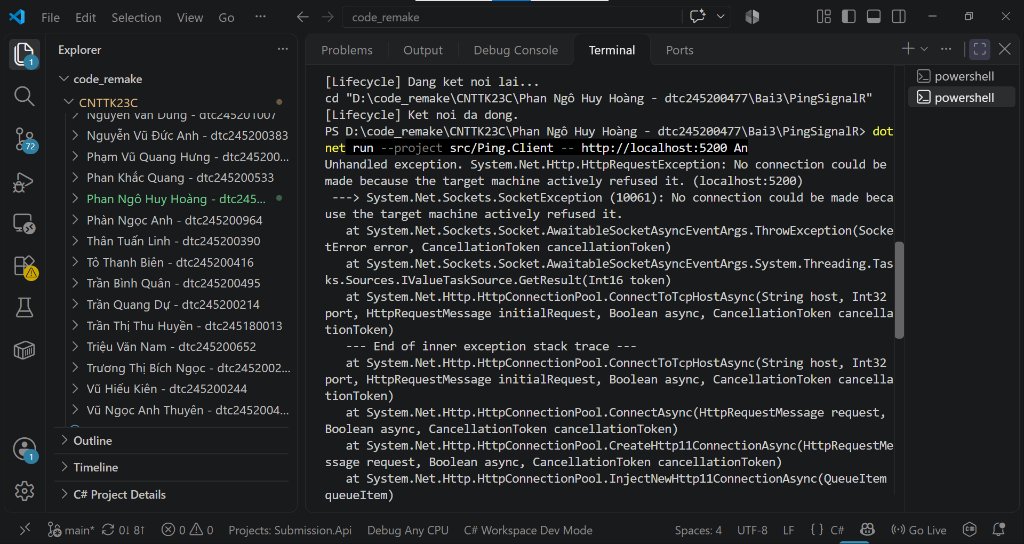 File Edit Selection View Go ··· code_remake
Explorer ···
code_remake
CNTTK23C
Nguyễn Văn Dũng - dtc245201007
Nguyễn Vũ Đức Anh - dtc245200383
Phạm Vũ Quang Hưng - dtc245200...
Phan Khắc Quang - dtc245200533
Phan Ngô Huy Hoàng - dtc245...
Phản Ngọc Anh - dtc245200964
Thân Tuấn Linh - dtc245200390
Tô Thanh Biên - dtc245200416
Trần Bình Quân - dtc245200495
Trần Quang Dự - dtc245200214
Trần Thị Thu Huyền - dtc245180013
Triệu Văn Nam - dtc245200652
Trương Thị Bích Ngọc - dtc2452002...
Vũ Hiếu Kiên - dtc245200244
Vũ Ngọc Anh Thuyên - dtc2452004...
Outline
Timeline
C# Project Details
1
72
1
Problems Output Debug Console Terminal Ports
[Lifecycle] Dang ket noi lai...
cd "D:\code_remake\CNTTK23C\Phan Ngô Huy Hoàng - dtc245200477\Bai3\PingSignalR"
[Lifecycle] Ket noi da dong.
PS D:\code_remake\CNTTK23C\Phan Ngô Huy Hoàng - dtc245200477\Bai3\PingSignalR> dot
net run --project src/Ping.Client -- http://localhost:5200 An
Unhandled exception. System.Net.Http.HttpRequestException: No connection could be
made because the target machine actively refused it. (localhost:5200)
---> System.Net.Sockets.SocketException (10061): No connection could be made beca
use the target machine actively refused it.
at System.Net.Sockets.Socket.AwaitableSocketAsyncEventArgs.ThrowException(Socke
tError error, CancellationToken cancellationToken)
at System.Net.Sockets.Socket.AwaitableSocketAsyncEventArgs.System.Threading.Tas
ks.Sources.IValueTaskSource.GetResult(Int16 token)
at System.Net.Http.HttpConnectionPool.ConnectToTcpHostAsync(String host, Int32
port, HttpRequestMessage initialRequest, Boolean async, CancellationToken cancella
tionToken)
--- End of inner exception stack trace ---
at System.Net.Http.HttpConnectionPool.ConnectToTcpHostAsync(String host, Int32
port, HttpRequestMessage initialRequest, Boolean async, CancellationToken cancella
tionToken)
at System.Net.Http.HttpConnectionPool.ConnectAsync(HttpRequestMessage request,
Boolean async, CancellationToken cancellationToken)
at System.Net.Http.HttpConnectionPool.CreateHttp11ConnectionAsync(HttpRequestMe
ssage request, Boolean async, CancellationToken cancellationToken)
at System.Net.Http.HttpConnectionPool.InjectNewHttp11ConnectionAsync(QueueItem
queueItem)
powershell
powershell
main* 0↓ 8↑ 0 0 Projects: Submission.Api Debug Any CPU C# Workspace Dev Mode Spaces: 4 UTF-8 LF {} C# Go Live